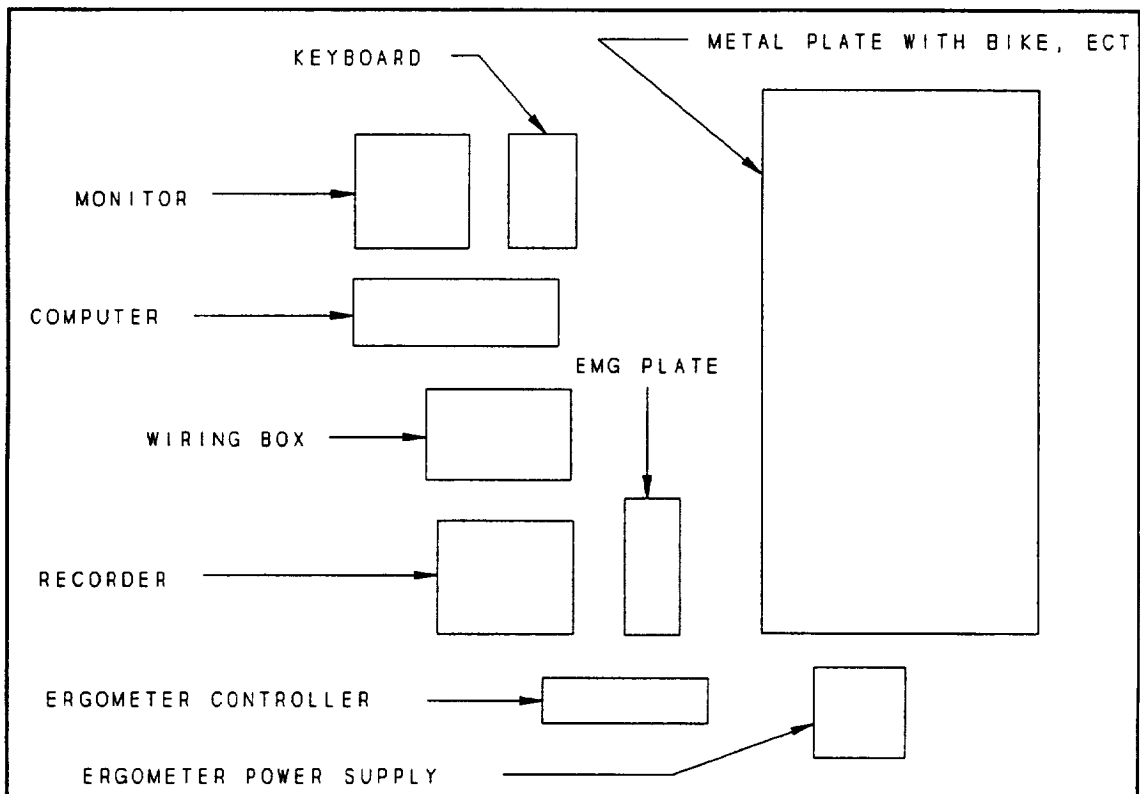 METAL PLATE WITH BIKE, ECT
KEYBOARD
MONITOR
COMPUTER
EMG PLATE
WIRING BOX
RECORDER
ERGOMETER CONTROLLER
ERGOMETER POWER SUPPLY